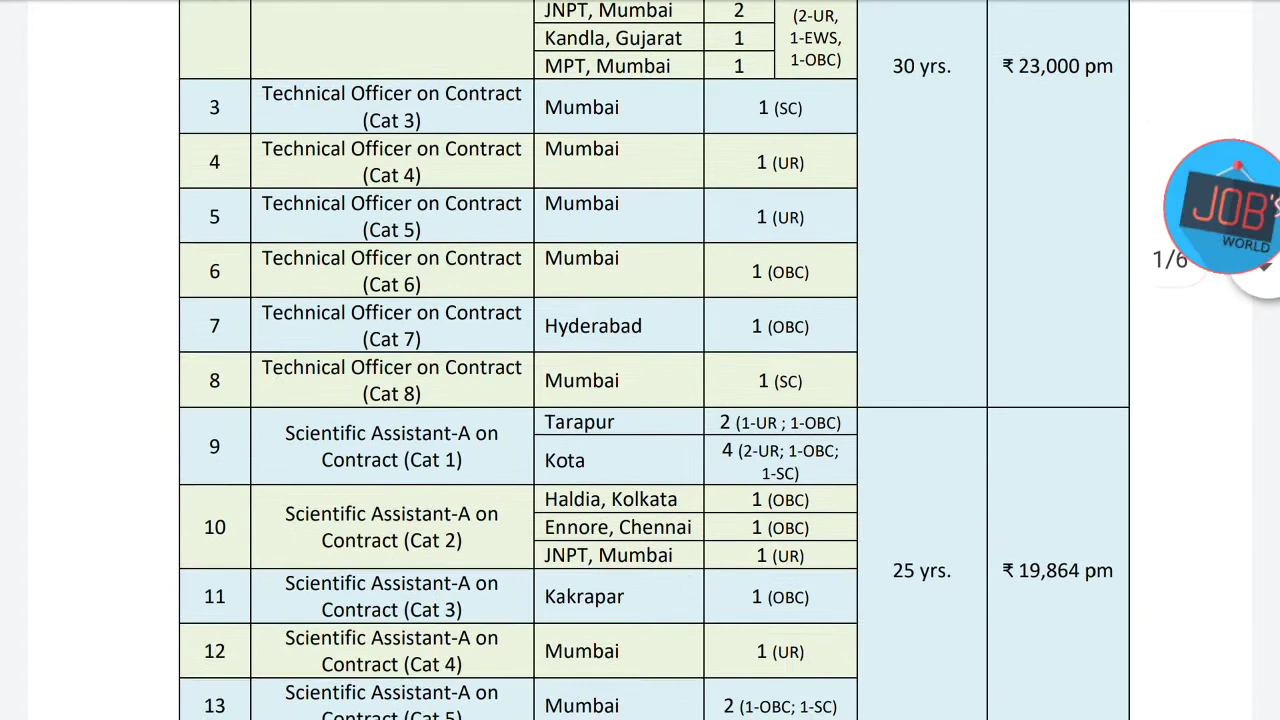 JNPT, Mumbai 2 (2-UR,
Kandla, Gujarat 1 1-EWS,
MPT, Mumbai 1 1-OBC)
30 yrs. ₹ 23,000 pm
3 Technical Officer on Contract (Cat 3) Mumbai 1 (SC)
4 Technical Officer on Contract (Cat 4) Mumbai 1 (UR)
5 Technical Officer on Contract (Cat 5) Mumbai 1 (UR)
6 Technical Officer on Contract (Cat 6) Mumbai 1 (OBC)
7 Technical Officer on Contract (Cat 7) Hyderabad 1 (OBC)
8 Technical Officer on Contract (Cat 8) Mumbai 1 (SC)
9 Scientific Assistant-A on Contract (Cat 1) Tarapur 2 (1-UR ; 1-OBC)
Kota 4 (2-UR; 1-OBC; 1-SC)
10 Scientific Assistant-A on Contract (Cat 2) Haldia, Kolkata 1 (OBC)
Ennore, Chennai 1 (OBC)
JNPT, Mumbai 1 (UR)
25 yrs. ₹ 19,864 pm
11 Scientific Assistant-A on Contract (Cat 3) Kakrapar 1 (OBC)
12 Scientific Assistant-A on Contract (Cat 4) Mumbai 1 (UR)
13 Scientific Assistant-A on Contract (Cat 5) Mumbai 2 (1-OBC; 1-SC)
JOB'S
WORLD
1/6